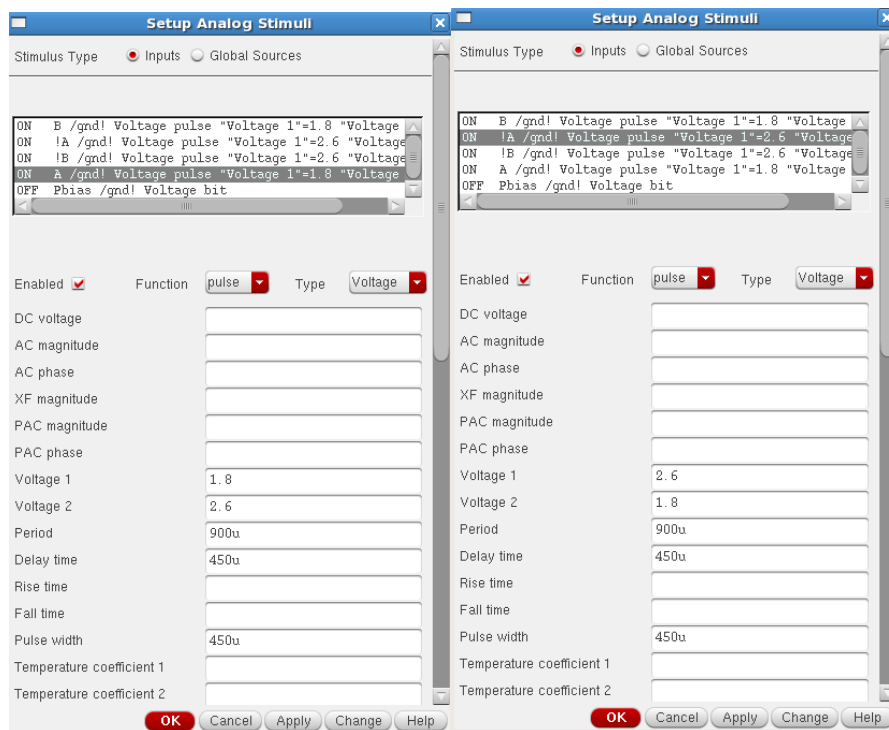 Setup Analog Stimuli
Stimulus Type Inputs Global Sources
ON B /gnd! Voltage pulse "Voltage 1"=1.8 "Voltage
ON !A /gnd! Voltage pulse "Voltage 1"=2.6 "Voltage
ON !B /gnd! Voltage pulse "Voltage 1"=2.6 "Voltage
ON A /gnd! Voltage pulse "Voltage 1"=1.8 "Voltage
OFF Pbias /gnd! Voltage bit
Enabled Function pulse Type Voltage
DC voltage
AC magnitude
AC phase
XF magnitude
PAC magnitude
PAC phase
Voltage 1 1.8
Voltage 2 2.6
Period 900u
Delay time 450u
Rise time
Fall time
Pulse width 450u
Temperature coefficient 1
Temperature coefficient 2
OK Cancel Apply Change Help
Setup Analog Stimuli
Stimulus Type Inputs Global Sources
ON B /gnd! Voltage pulse "Voltage 1"=1.8 "Voltage
ON !A /gnd! Voltage pulse "Voltage 1"=2.6 "Voltage
ON !B /gnd! Voltage pulse "Voltage 1"=2.6 "Voltage
ON A /gnd! Voltage pulse "Voltage 1"=1.8 "Voltage
OFF Pbias /gnd! Voltage bit
Enabled Function pulse Type Voltage
DC voltage
AC magnitude
AC phase
XF magnitude
PAC magnitude
PAC phase
Voltage 1 2.6
Voltage 2 1.8
Period 900u
Delay time 450u
Rise time
Fall time
Pulse width 450u
Temperature coefficient 1
Temperature coefficient 2
OK Cancel Apply Change Help